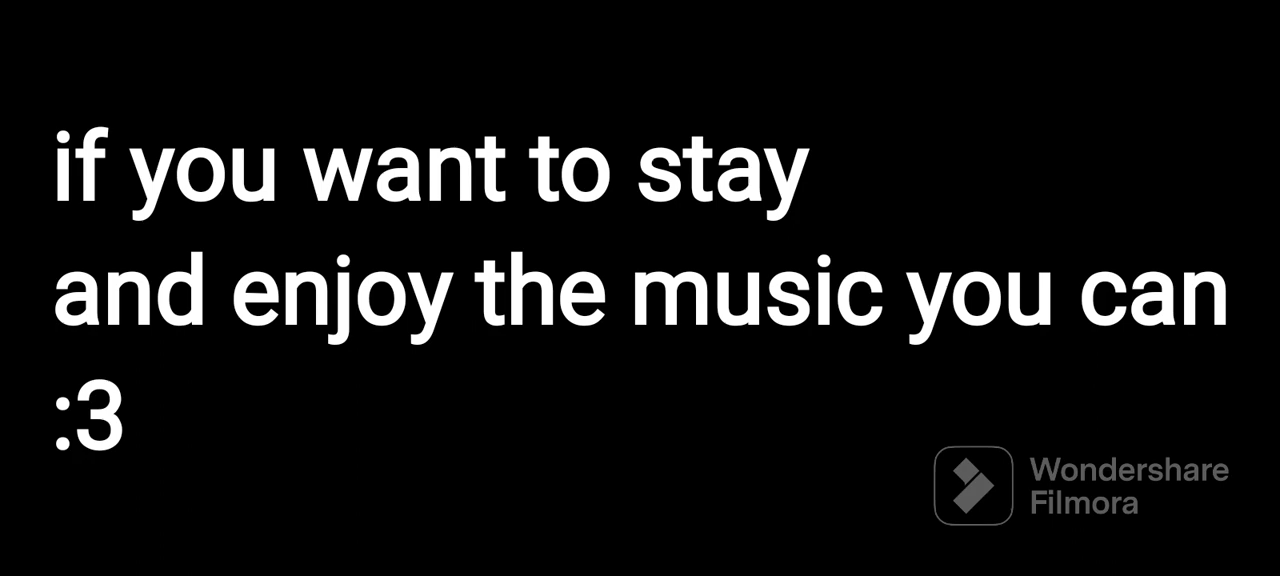 if you want to stay
and enjoy the music you can
:3
Wondershare
Filmora